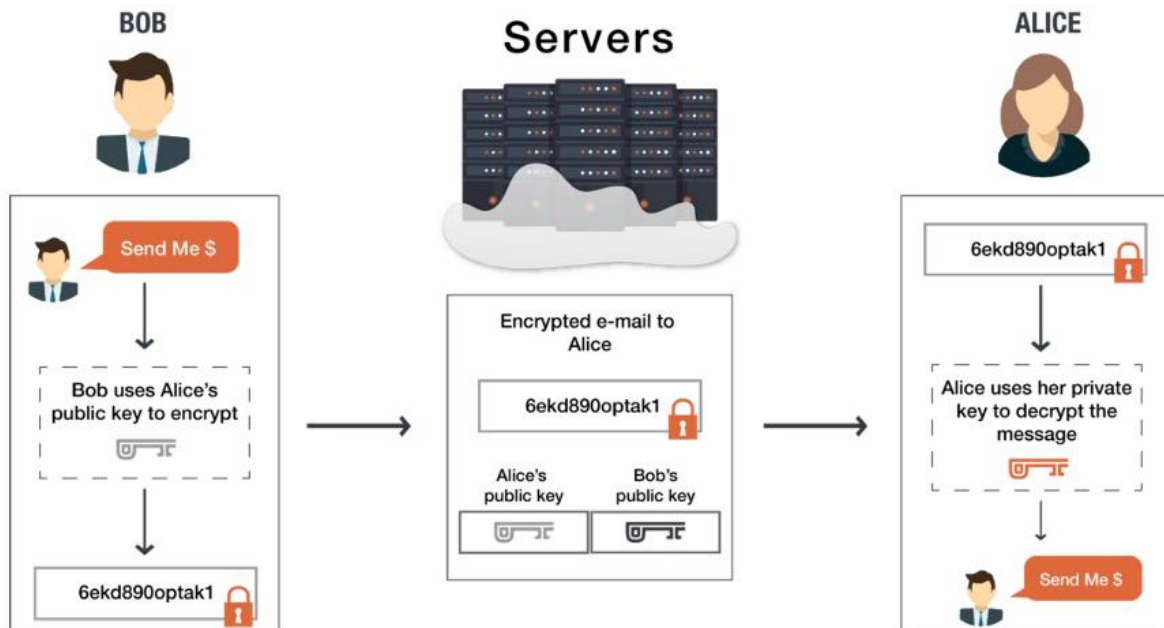 BOB
Servers
ALICE
Send Me $
Bob uses Alice's
public key to encrypt
6ekd890optak1
Encrypted e-mail to
Alice
6ekd890optak1
Alice's
public key
Bob's
public key
6ekd890optak1
Alice uses her private
key to decrypt the
message
Send Me $